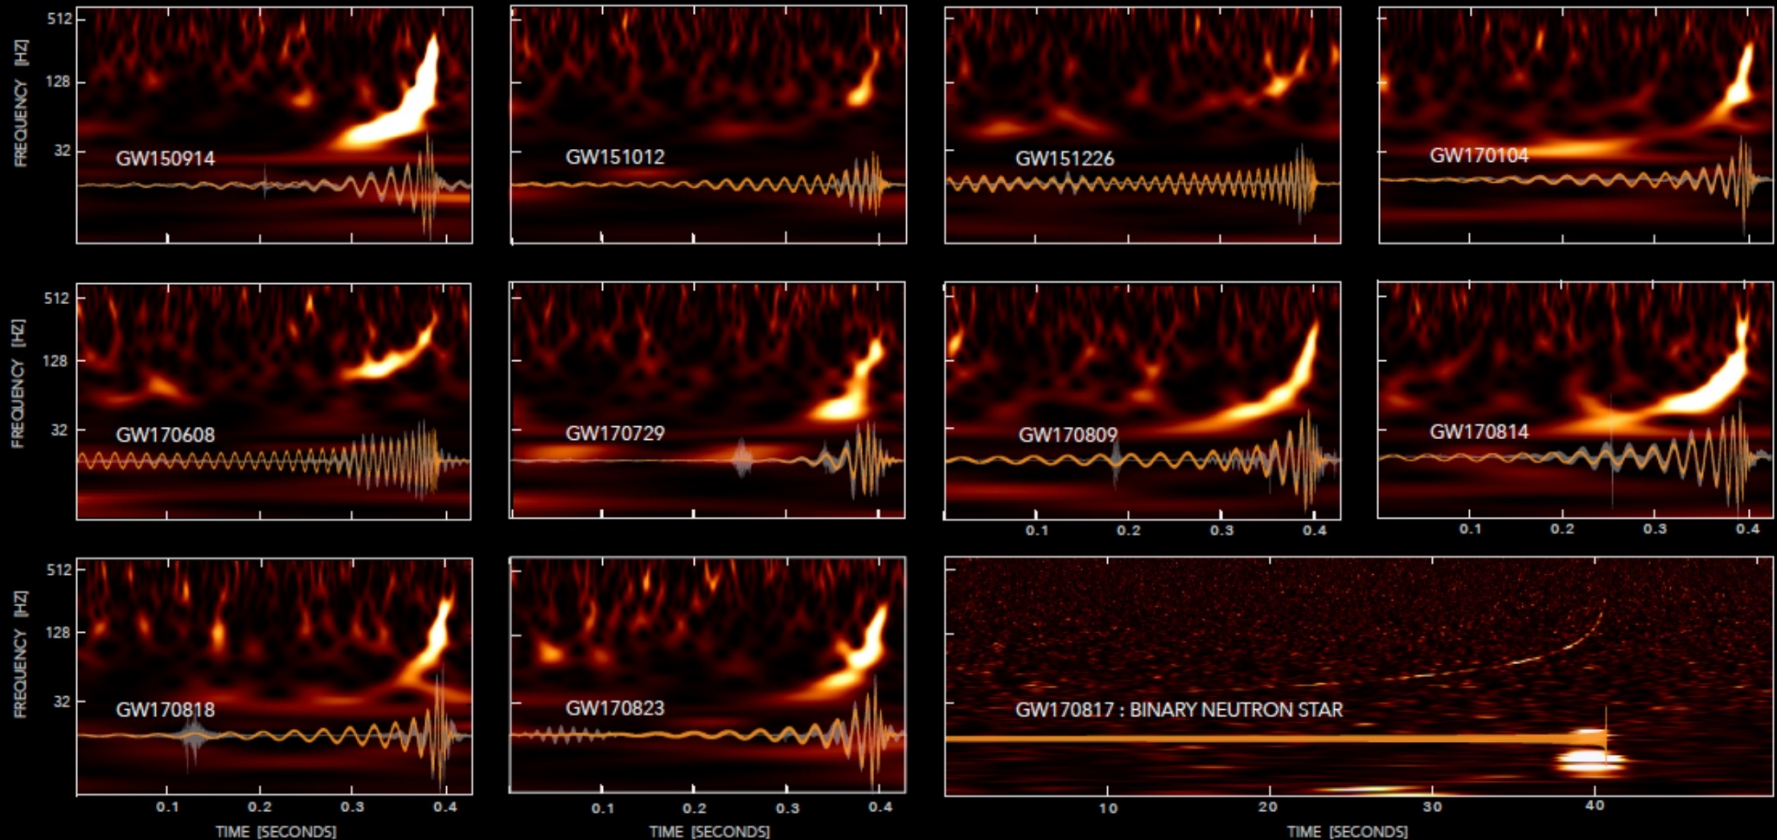 512
FREQUENCY [HZ]
128
32
GW150914
GW151012
GW151226
GW170104
512
FREQUENCY [HZ]
128
32
GW170608
GW170729
GW170809
GW170814
0.1 0.2 0.3 0.4
0.1 0.2 0.3 0.4
512
FREQUENCY [HZ]
128
32
GW170818
GW170823
GW170817 : BINARY NEUTRON STAR
0.1 0.2 0.3 0.4
0.1 0.2 0.3 0.4
10 20 30 40
TIME [SECONDS]
TIME [SECONDS]
TIME [SECONDS]